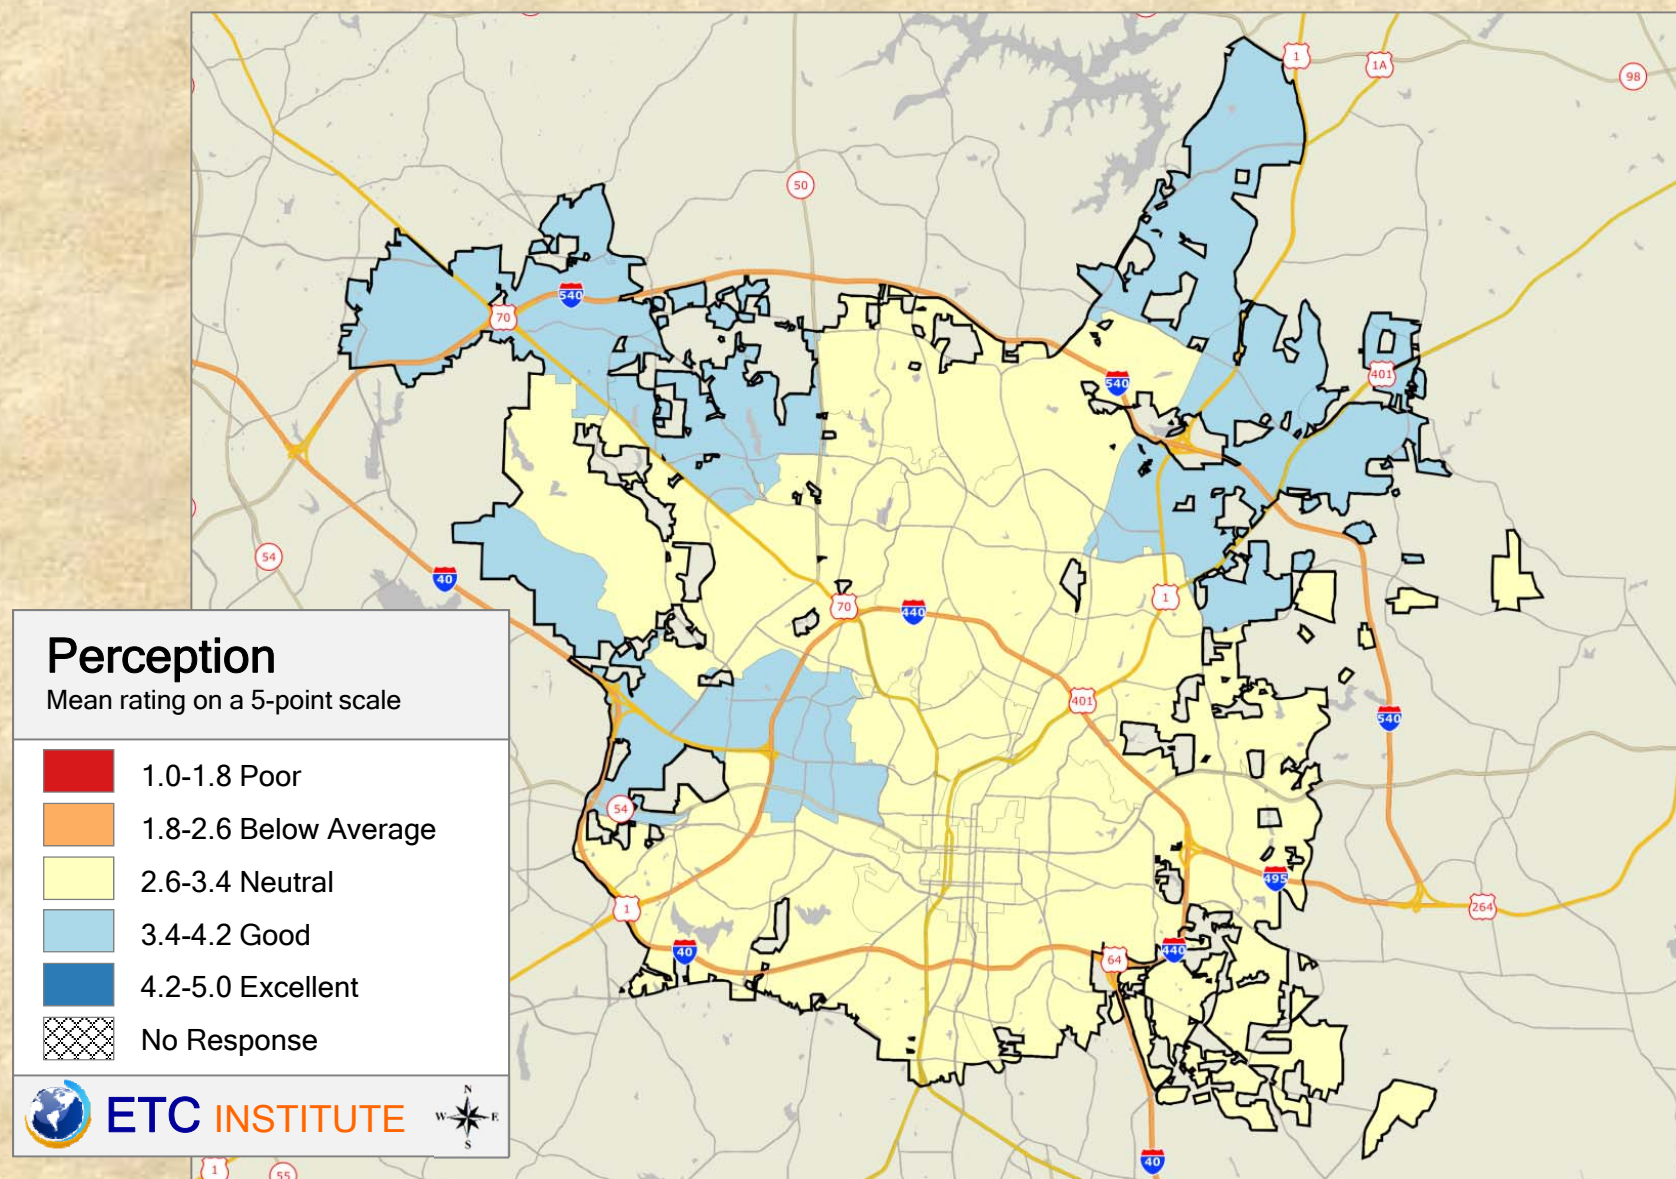 1
1A
98
50
540
70
401
540
54
40
70
440
1
401
540
54
495
1
264
40
64
440
40
1
55
Perception
Mean rating on a 5-point scale
1.0-1.8 Poor
1.8-2.6 Below Average
2.6-3.4 Neutral
3.4-4.2 Good
4.2-5.0 Excellent
No Response
ETC INSTITUTE
N
W E
S